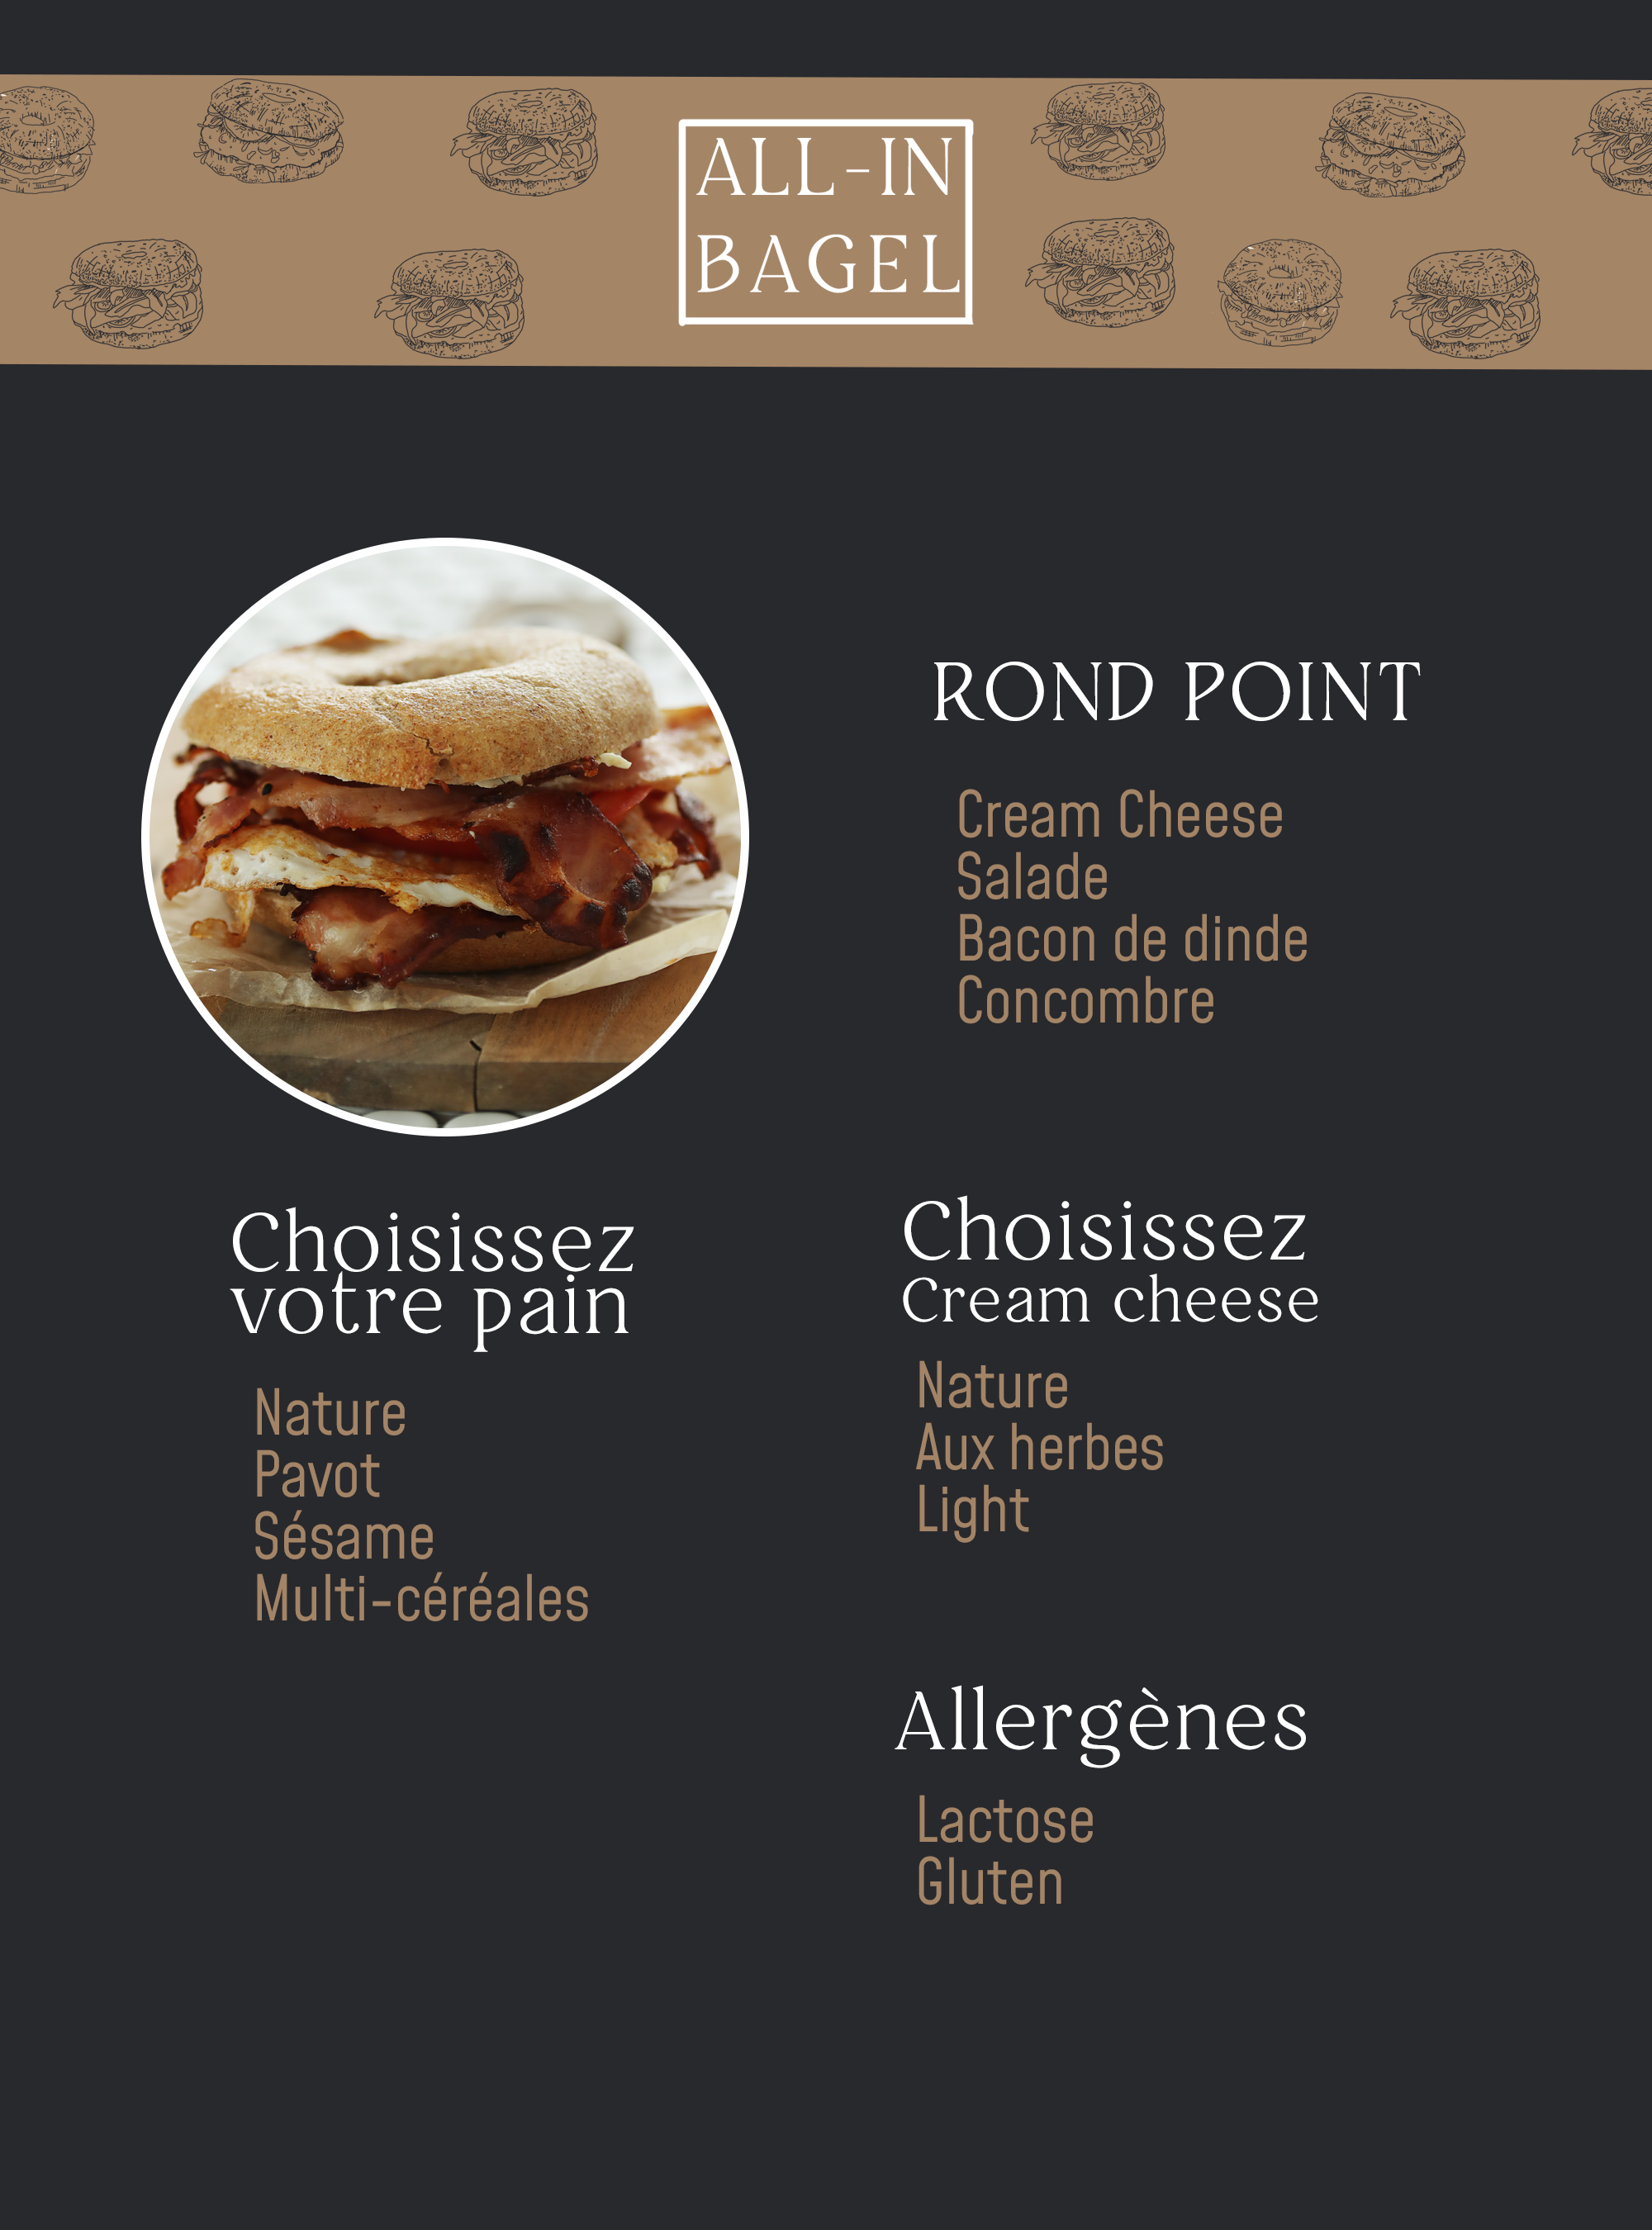 ALL-IN
BAGEL
ROND POINT
Cream Cheese
Salade
Bacon de dinde
Concombre
Choisissez
votre pain
Nature
Pavot
Sésame
Multi-céréales
Choisissez
Cream cheese
Nature
Aux herbes
Light
Allergènes
Lactose
Gluten